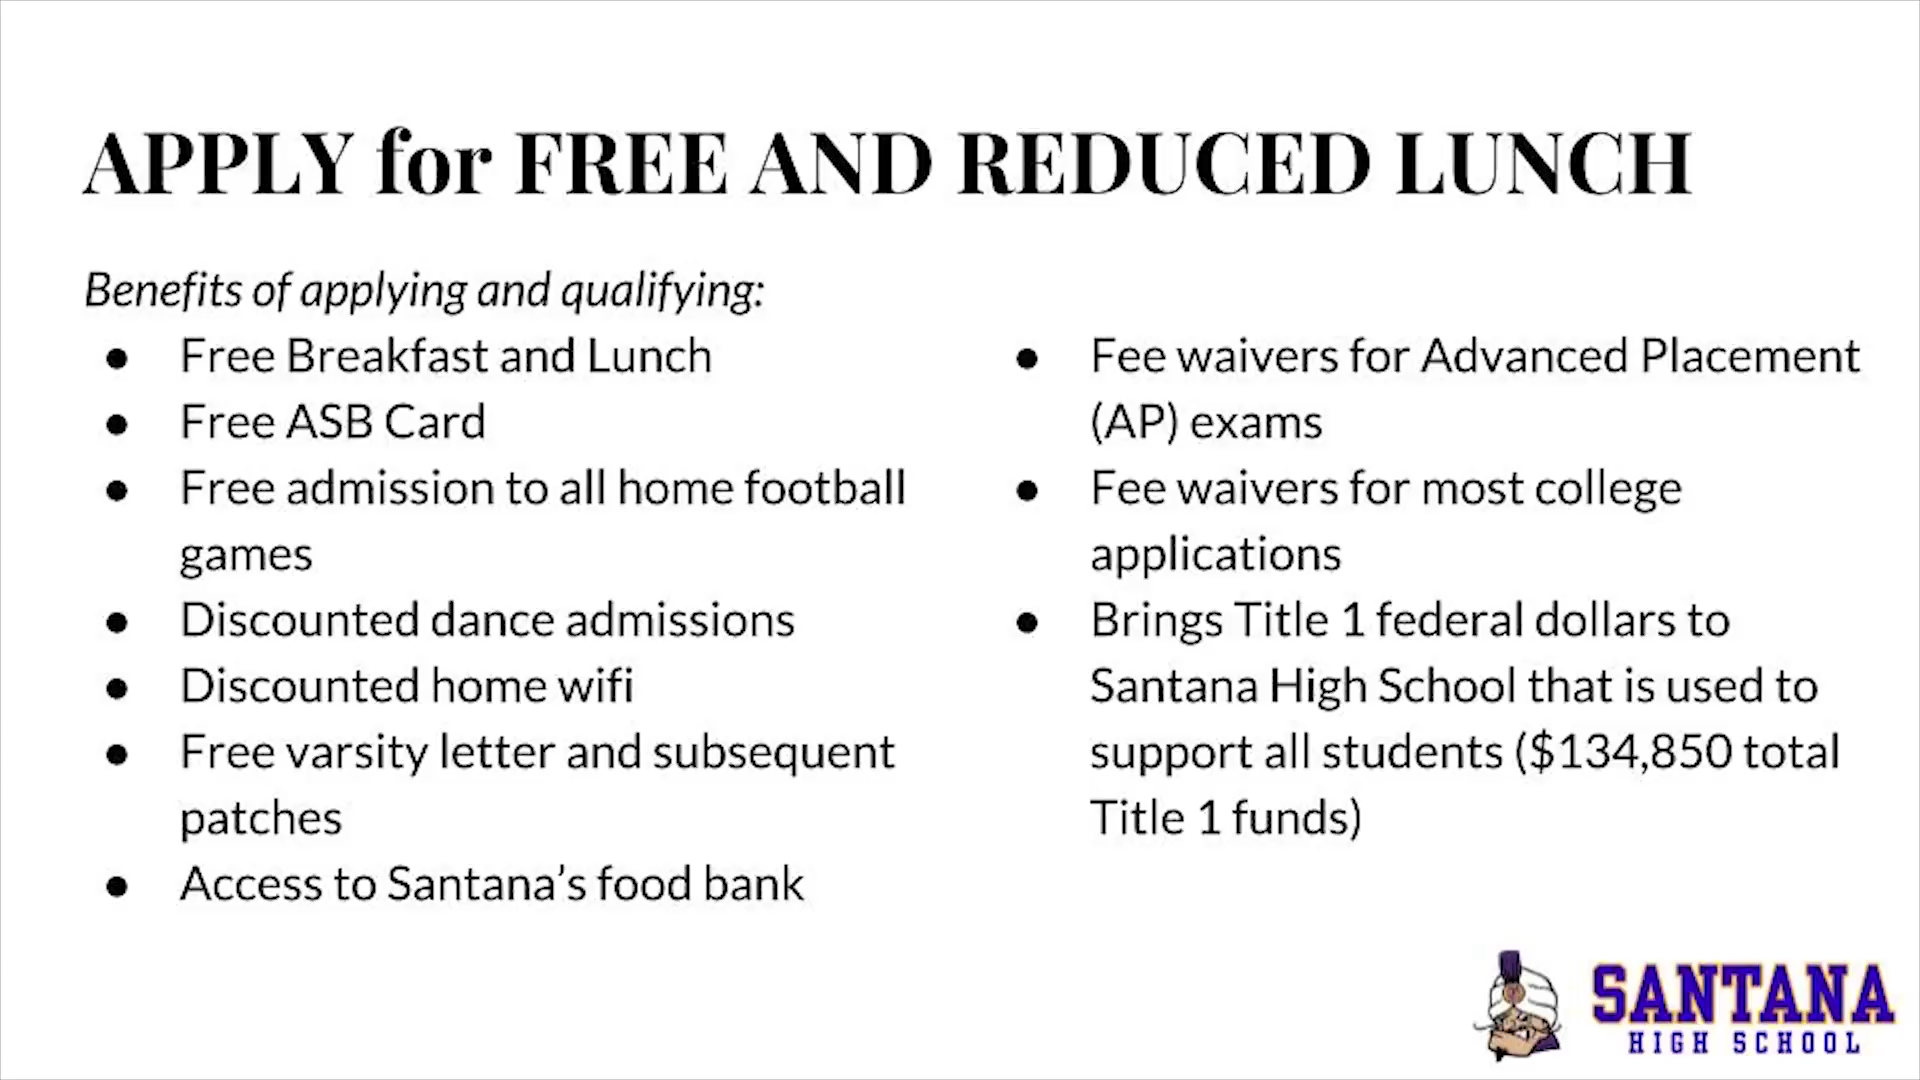 APPLY for FREE AND REDUCED LUNCH
Benefits of applying and qualifying:
● Free Breakfast and Lunch
● Free ASB Card
● Free admission to all home football
games
● Discounted dance admissions
● Discounted home wifi
● Free varsity letter and subsequent
patches
● Access to Santana’s food bank
● Fee waivers for Advanced Placement
(AP) exams
● Fee waivers for most college
applications
● Brings Title 1 federal dollars to
Santana High School that is used to
support all students ($134,850 total
Title 1 funds)
SANTANA
HIGH SCHOOL